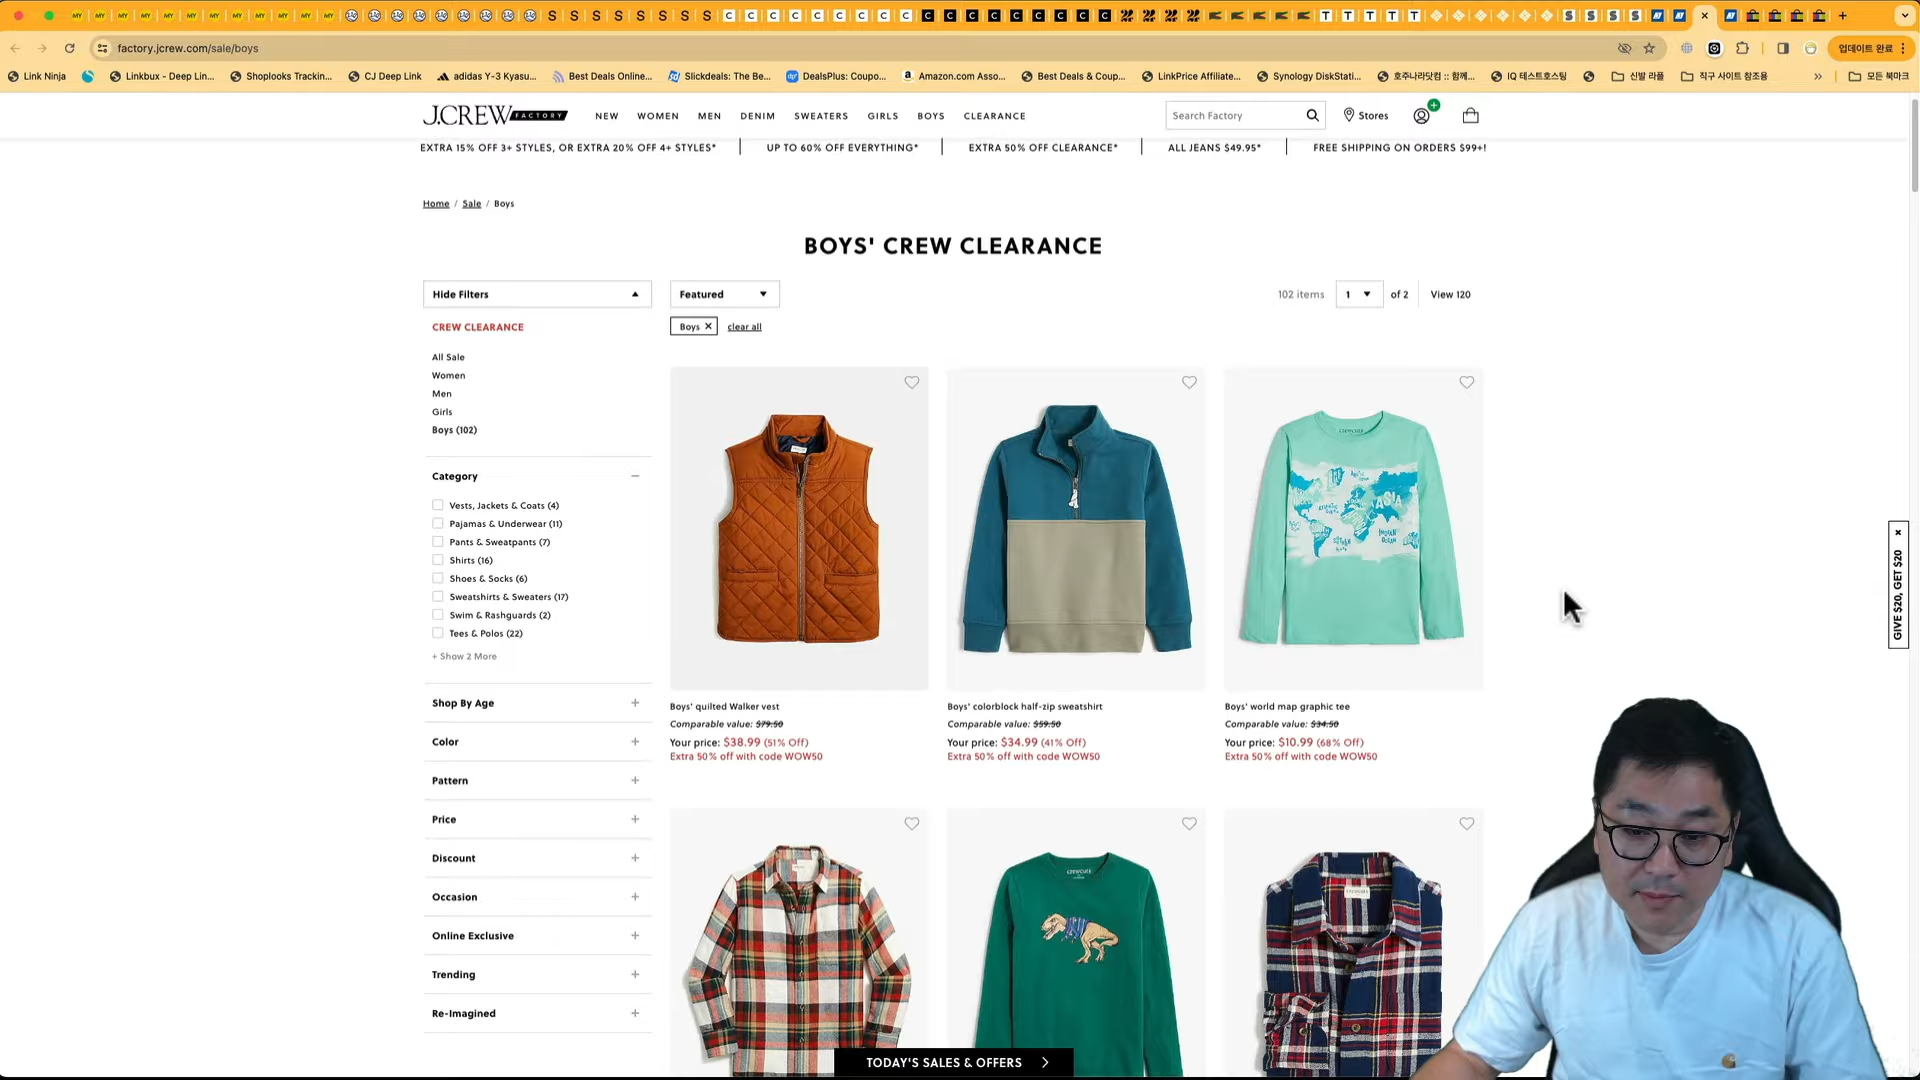 factory.jcrew.com/sale/boys
업데이트 완료
Link Ninja
Linkbux - Deep Lin...
Shoplooks Trackin...
CJ Deep Link
adidas Y-3 Kyasu...
Best Deals Online...
Slickdeals: The Be...
DealsPlus: Coupo...
Amazon.com Asso...
Best Deals & Coup...
LinkPrice Affiliate...
Synology DiskStati...
호주나라닷컴 :: 함께...
IQ 테스트호스팅
신발 라플
직구 사이트 참조용
모든 북마크
J.CREW FACTORY
NEW WOMEN MEN DENIM SWEATERS GIRLS BOYS CLEARANCE
Search Factory
Stores
EXTRA 15% OFF 3+ STYLES, OR EXTRA 20% OFF 4+ STYLES*
UP TO 60% OFF EVERYTHING*
EXTRA 50% OFF CLEARANCE*
ALL JEANS $49.95*
FREE SHIPPING ON ORDERS $99+!
Home / Sale / Boys
BOYS' CREW CLEARANCE
Hide Filters
Featured
102 items 1 of 2 View 120
Boys ✕ clear all
CREW CLEARANCE
All Sale
Women
Men
Girls
Boys (102)
Category
Vests, Jackets & Coats (4)
Pajamas & Underwear (11)
Pants & Sweatpants (7)
Shirts (16)
Shoes & Socks (6)
Sweatshirts & Sweaters (17)
Swim & Rashguards (2)
Tees & Polos (22)
+ Show 2 More
Shop By Age
Color
Pattern
Price
Discount
Occasion
Online Exclusive
Trending
Re-Imagined
ASIA
Boys' quilted Walker vest
Comparable value: $79.50
Your price: $38.99 (51% Off)
Extra 50% off with code WOW50
Boys' colorblock half-zip sweatshirt
Comparable value: $59.50
Your price: $34.99 (41% Off)
Extra 50% off with code WOW50
Boys' world map graphic tee
Comparable value: $34.50
Your price: $10.99 (68% Off)
Extra 50% off with code WOW50
GIVE $20, GET $20
TODAY'S SALES & OFFERS